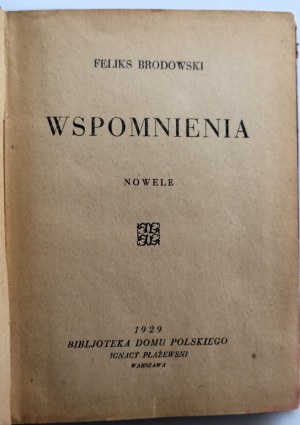 FELIKS BRODOWSKI
WSPOMNIENIA
NOWELE
1929
BIBLJOTEKA DOMU POLSKIEGO
IGNACY PŁAŻEWSKI
WARSZAWA